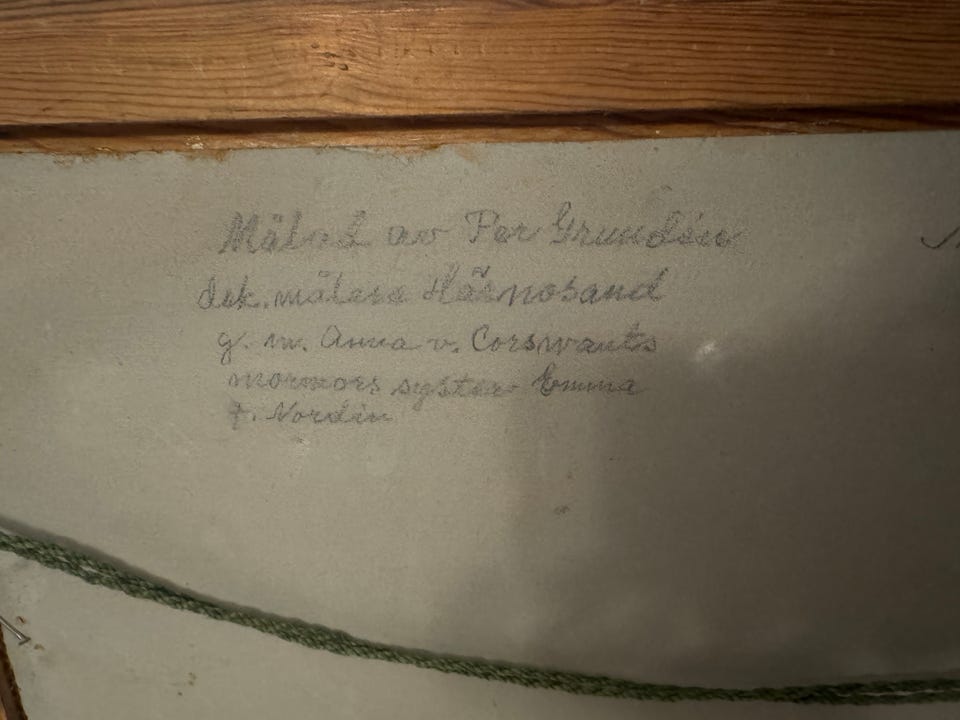 Målad av Per Grundén
dek. målare Härnösand
g. m. Anna v. Corswants
mormors syster Emma
f. Nordin